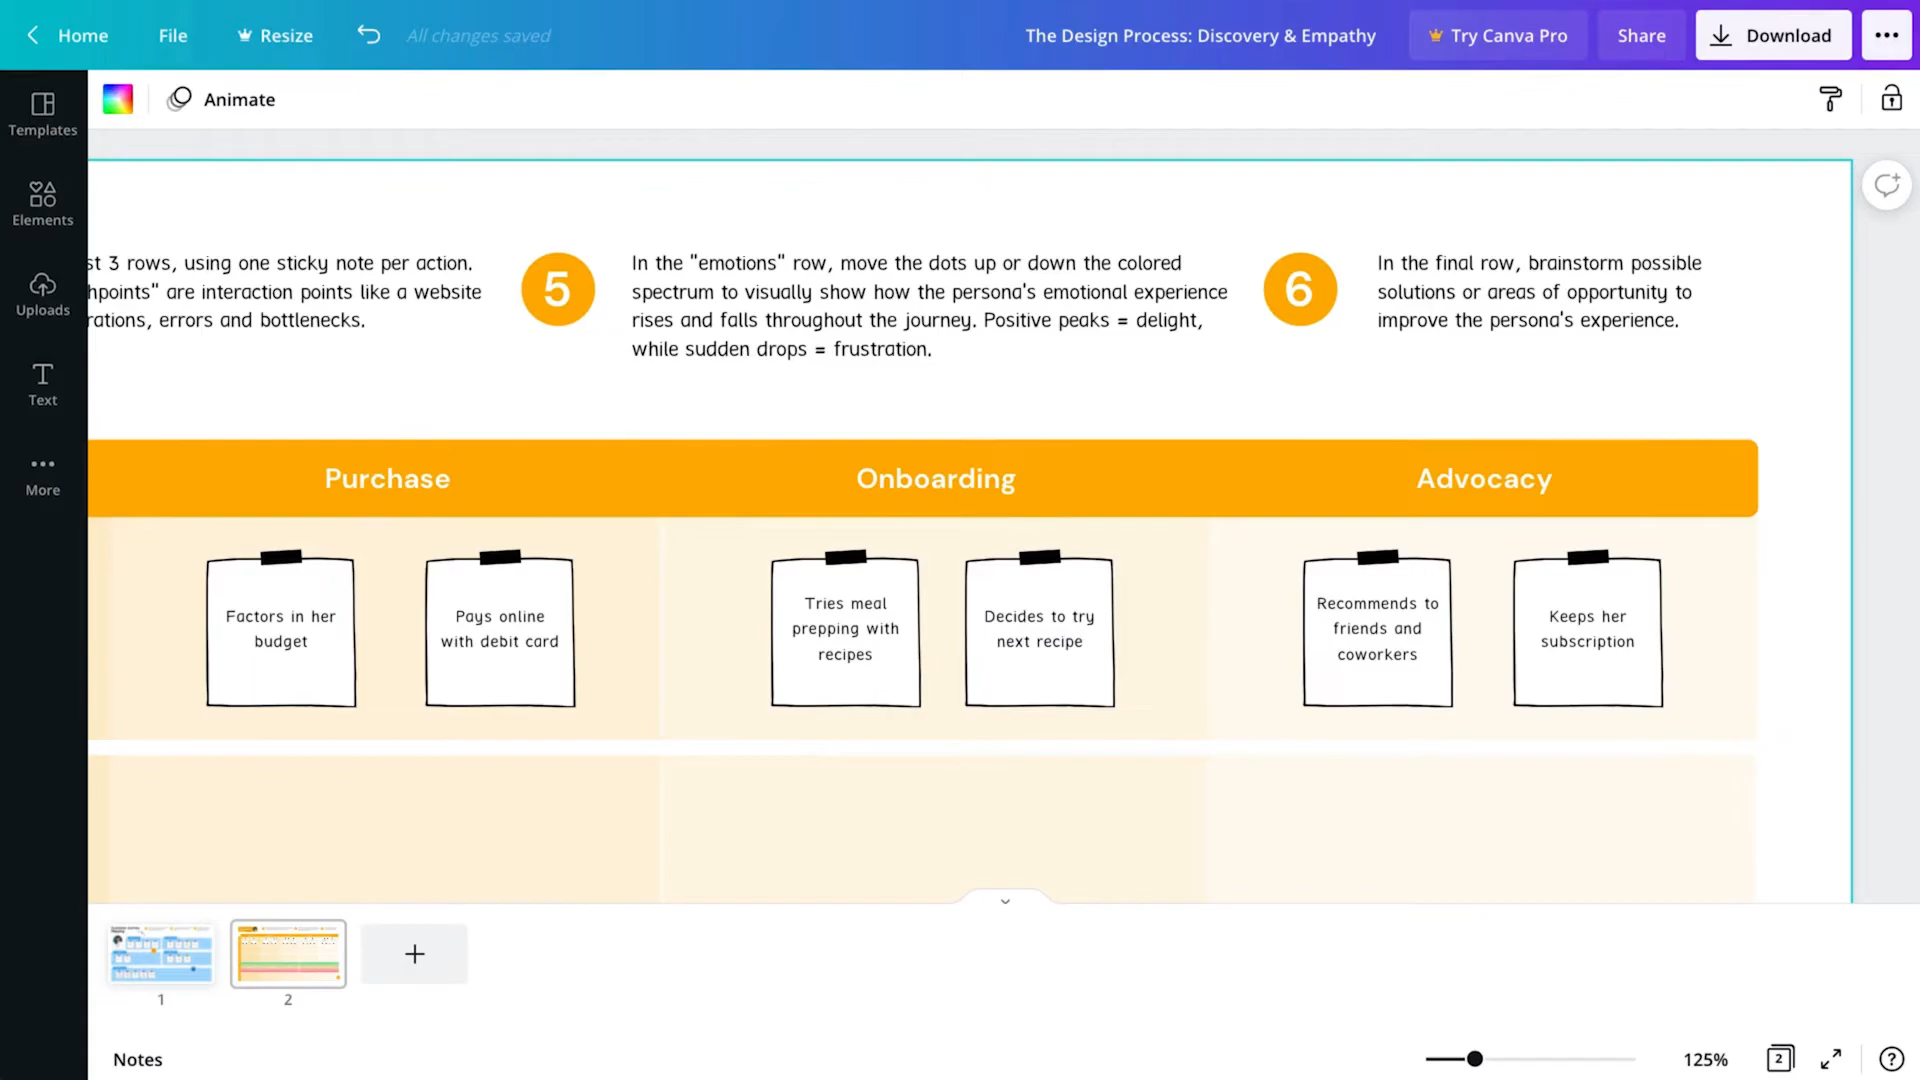 Home
File
Resize
All changes saved
The Design Process: Discovery & Empathy
Try Canva Pro
Share
Download
Animate
Templates
Elements
Uploads
Text
More
st 3 rows, using one sticky note per action.
hpoints" are interaction points like a website
rations, errors and bottlenecks.
5
In the "emotions" row, move the dots up or down the colored
spectrum to visually show how the persona's emotional experience
rises and falls throughout the journey. Positive peaks = delight,
while sudden drops = frustration.
6
In the final row, brainstorm possible
solutions or areas of opportunity to
improve the persona's experience.
Purchase
Onboarding
Advocacy
Factors in her
budget
Pays online
with debit card
Tries meal
prepping with
recipes
Decides to try
next recipe
Recommends to
friends and
coworkers
Keeps her
subscription
1
2
Notes
125%
2